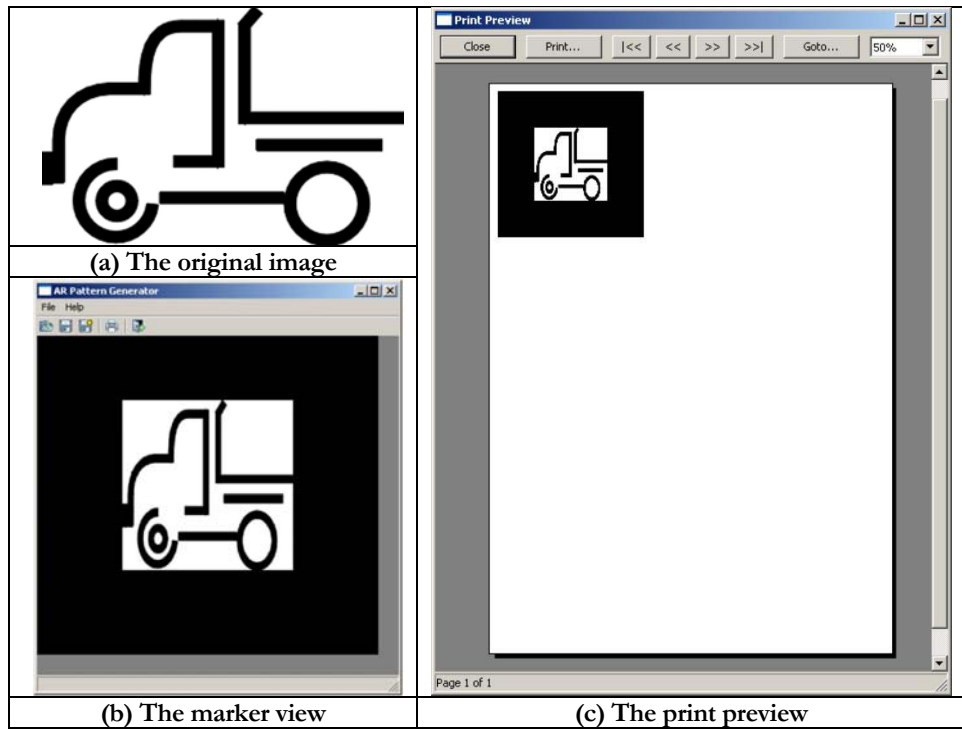 (a) The original image
AR Pattern Generator
File Help
(b) The marker view
Print Preview
Close Print... |<< << >> >>| Goto... 50%
Page 1 of 1
(c) The print preview